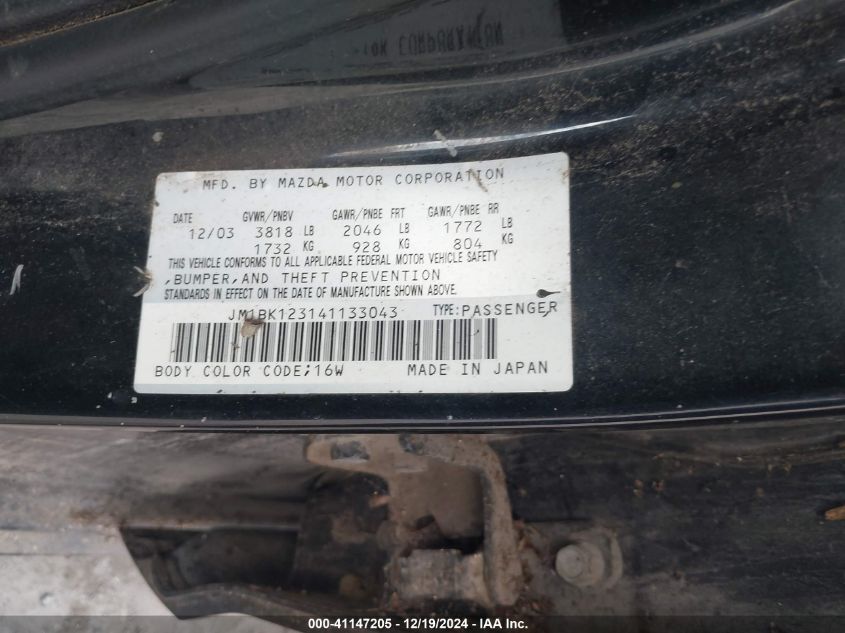 MFD. BY MAZDA MOTOR CORPORATION
DATE GVWR/PNBV GAWR/PNBE FRT GAWR/PNBE RR
12/03 3818 LB 2046 LB 1772 LB
1732 KG 928 KG 804 KG
THIS VEHICLE CONFORMS TO ALL APPLICABLE FEDERAL MOTOR VEHICLE SAFETY
,BUMPER,AND THEFT PREVENTION
STANDARDS IN EFFECT ON THE DATE OF MANUFACTURE SHOWN ABOVE.
JM1BK123141133043 TYPE:PASSENGER
BODY COLOR CODE;16W MADE IN JAPAN
000-41147205 - 12/19/2024 - IAA Inc.